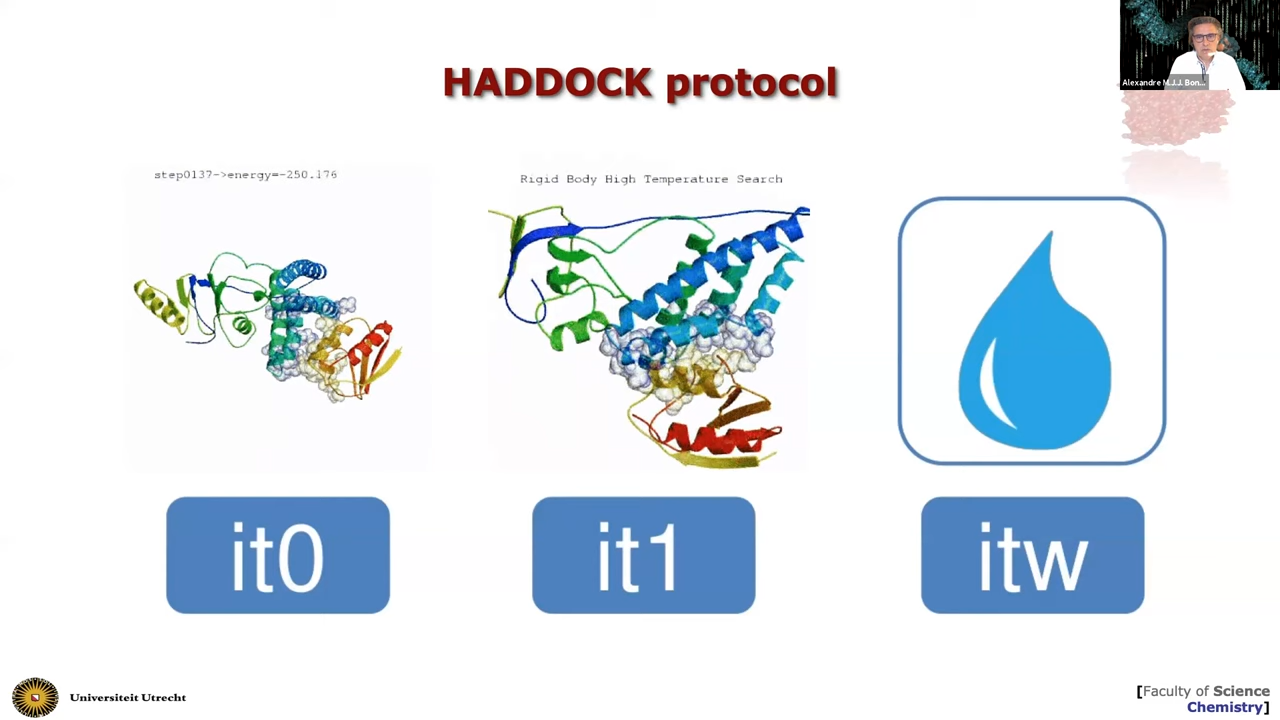 HADDOCK protocol
Alexandre M.J.J. Bon...
step0137->energy=-250.176
Rigid Body High Temperature Search
it0
it1
itw
Universiteit Utrecht
[Faculty of Science
Chemistry]